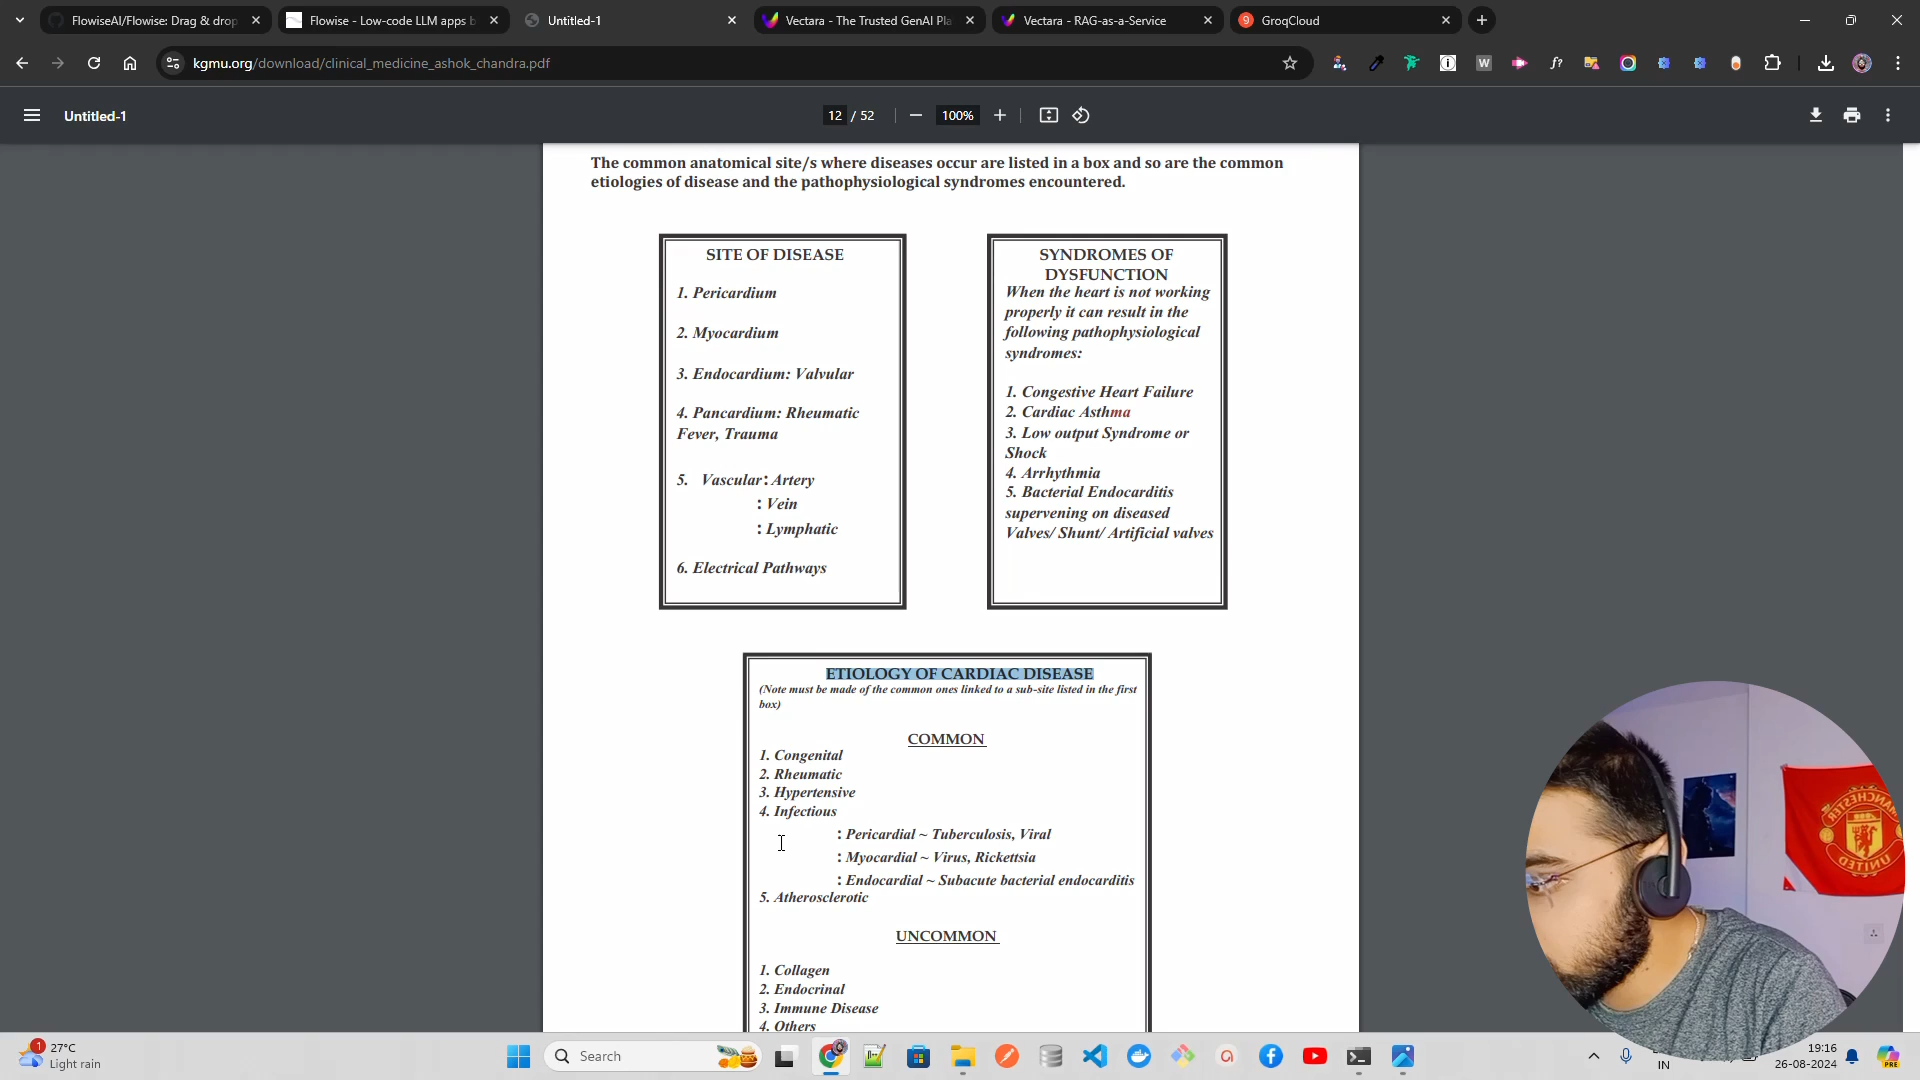 FlowiseAI/Flowise: Drag & drop
Flowise - Low-code LLM apps b
Untitled-1
Vectara - The Trusted GenAI Pla
Vectara - RAG-as-a-Service
GroqCloud
kgmu.org/download/clinical_medicine_ashok_chandra.pdf
Untitled-1
12 / 52
100%
The common anatomical site/s where diseases occur are listed in a box and so are the common
etiologies of disease and the pathophysiological syndromes encountered.
SITE OF DISEASE
1. Pericardium
2. Myocardium
3. Endocardium: Valvular
4. Pancardium: Rheumatic
Fever, Trauma
5. Vascular: Artery
: Vein
: Lymphatic
6. Electrical Pathways
SYNDROMES OF
DYSFUNCTION
When the heart is not working
properly it can result in the
following pathophysiological
syndromes:
1. Congestive Heart Failure
2. Cardiac Asthma
3. Low output Syndrome or
Shock
4. Arrhythmia
5. Bacterial Endocarditis
supervening on diseased
Valves/ Shunt/ Artificial valves
ETIOLOGY OF CARDIAC DISEASE
(Note must be made of the common ones linked to a sub-site listed in the first
box)
COMMON
1. Congenital
2. Rheumatic
3. Hypertensive
4. Infectious
: Pericardial ~ Tuberculosis, Viral
: Myocardial ~ Virus, Rickettsia
: Endocardial ~ Subacute bacterial endocarditis
5. Atherosclerotic
UNCOMMON
1. Collagen
2. Endocrinal
3. Immune Disease
4. Others
MANCHESTER
UNITED
1
27°C
Light rain
Search
IN
19:16
26-08-2024
PRE